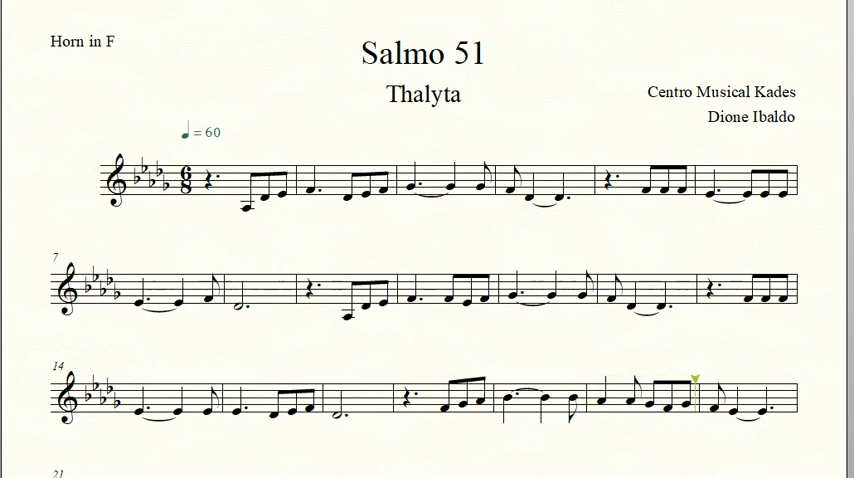 Horn in F
Salmo 51
Thalyta
Centro Musical Kades
Dione Ibaldo
= 60
6
8
7
14
21